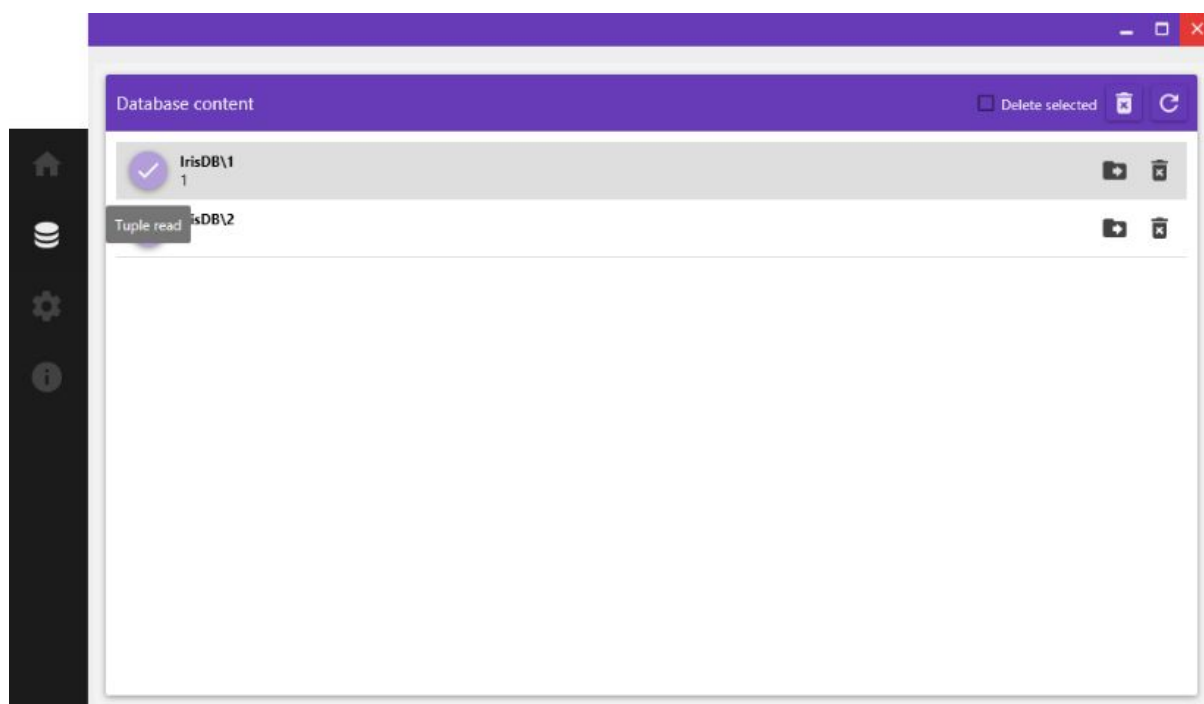 Database content
Delete selected
IrisDB\1
1
Tuple read
isDB\2